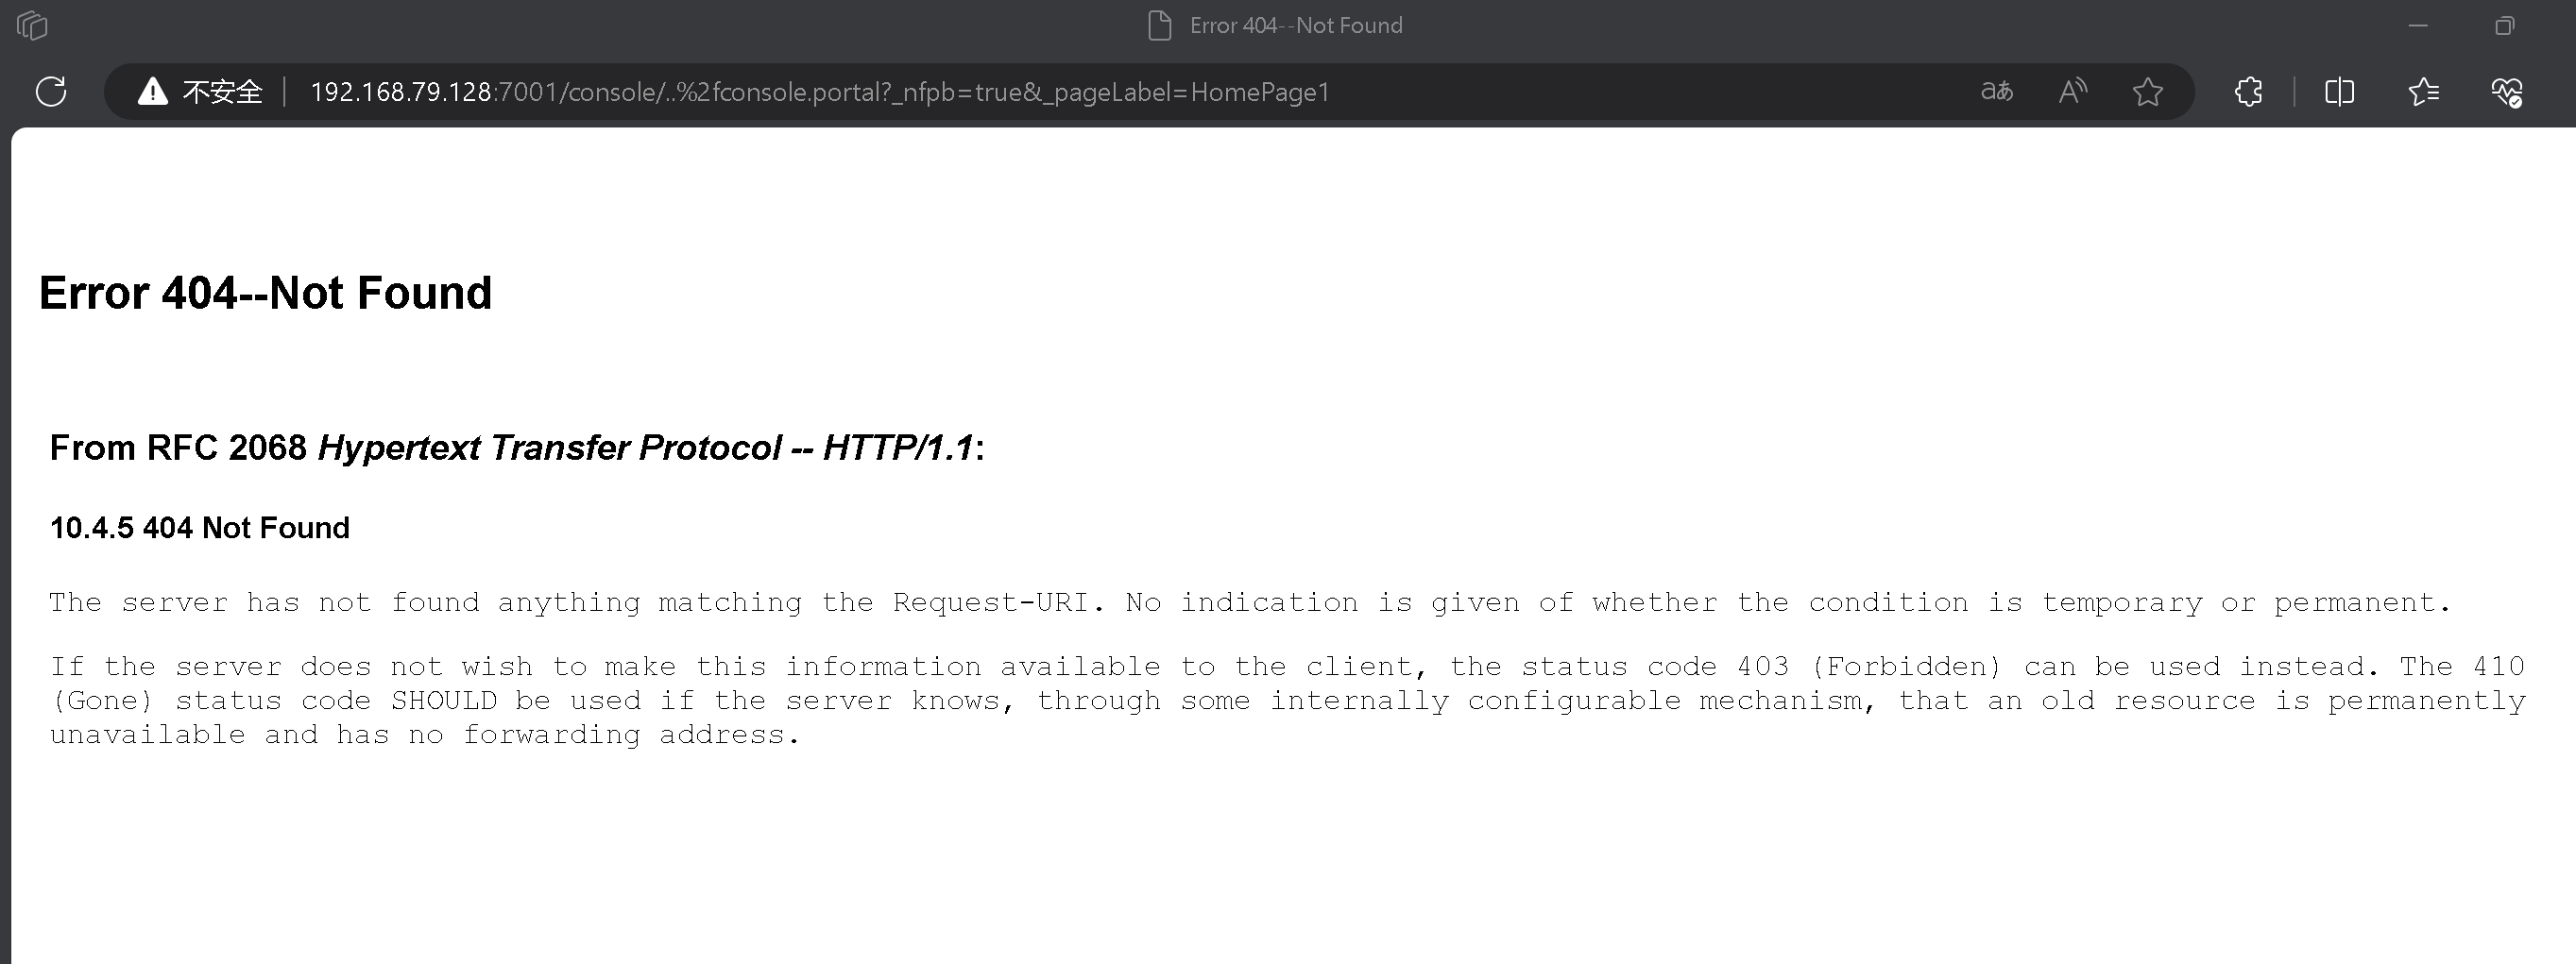 Error 404--Not Found
不安全 192.168.79.128:7001/console/..%2fconsole.portal?_nfpb=true&_pageLabel=HomePage1 aあ A
Error 404--Not Found
From RFC 2068 Hypertext Transfer Protocol -- HTTP/1.1:
10.4.5 404 Not Found
The server has not found anything matching the Request-URI. No indication is given of whether the condition is temporary or permanent.
If the server does not wish to make this information available to the client, the status code 403 (Forbidden) can be used instead. The 410
(Gone) status code SHOULD be used if the server knows, through some internally configurable mechanism, that an old resource is permanently
unavailable and has no forwarding address.